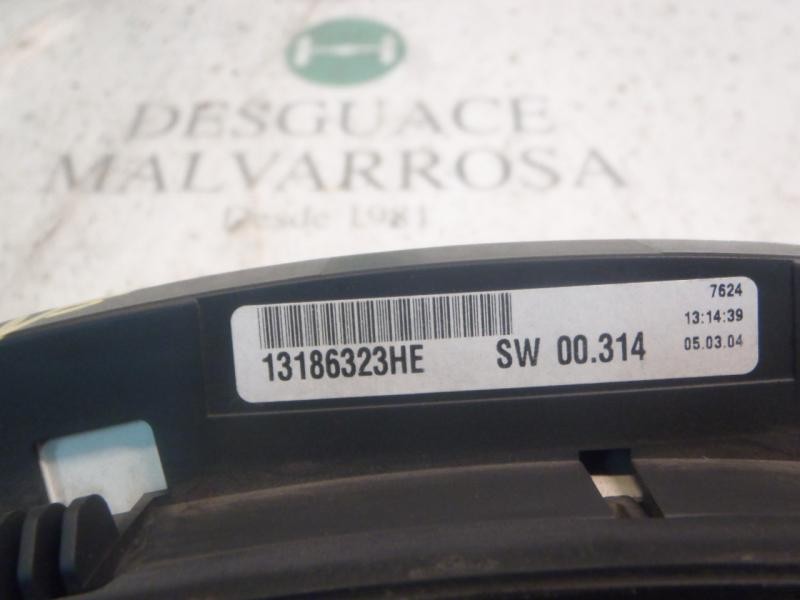 DESGUACE
MALVARROSA
Desde 1981
7624
13:14:39
13186323HE SW 00.314 05.03.04